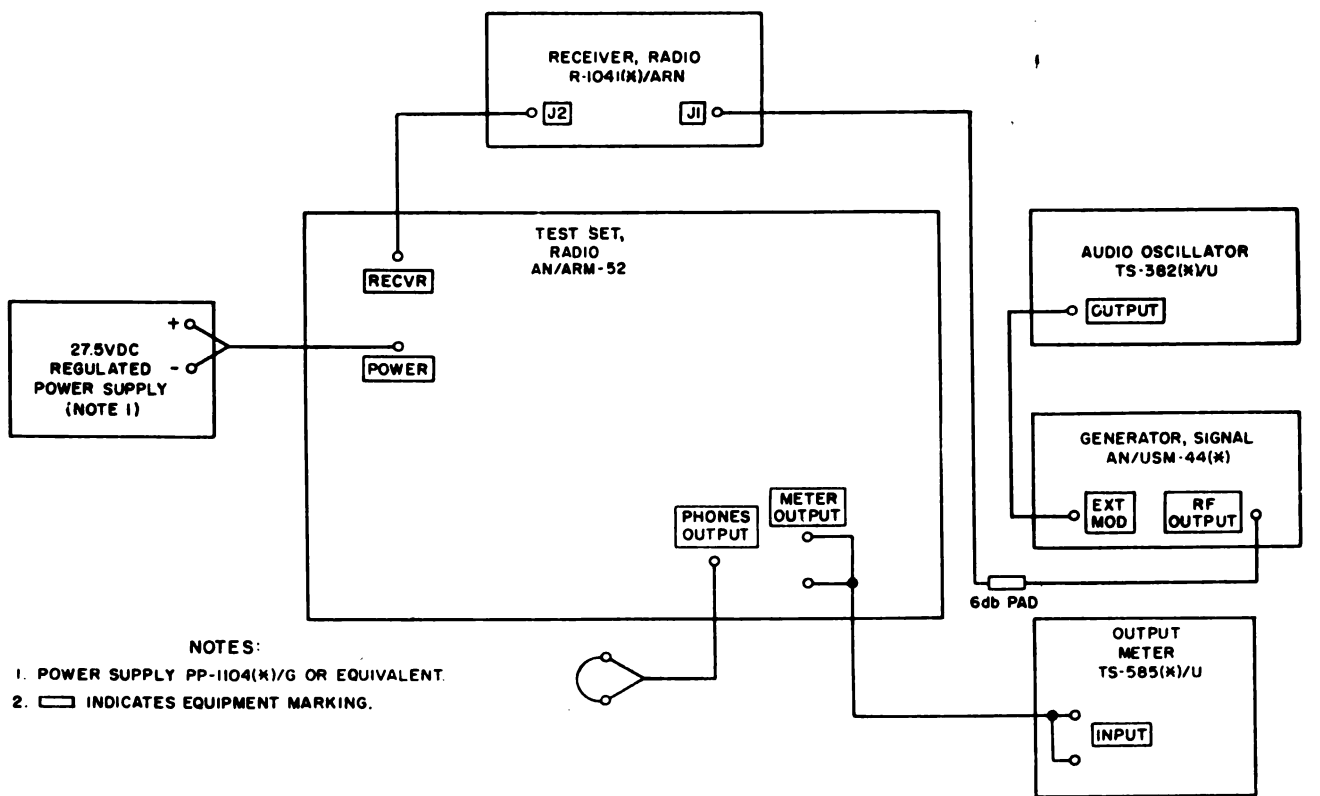 RECEIVER, RADIO
R-1041(*)/ARN
J2
J1
TEST SET,
RADIO
AN/ARM-52
RECVR
POWER
+
27.5VDC
REGULATED -
POWER SUPPLY
(NOTE 1)
AUDIO OSCILLATOR
TS-382(*)/U
OUTPUT
GENERATOR, SIGNAL
AN/USM-44(*)
EXT
MOD
RF
OUTPUT
PHONES
OUTPUT
METER
OUTPUT
6db PAD
OUTPUT
METER
TS-585(*)/U
INPUT
NOTES:
1. POWER SUPPLY PP-1104(*)/G OR EQUIVALENT.
2. INDICATES EQUIPMENT MARKING.